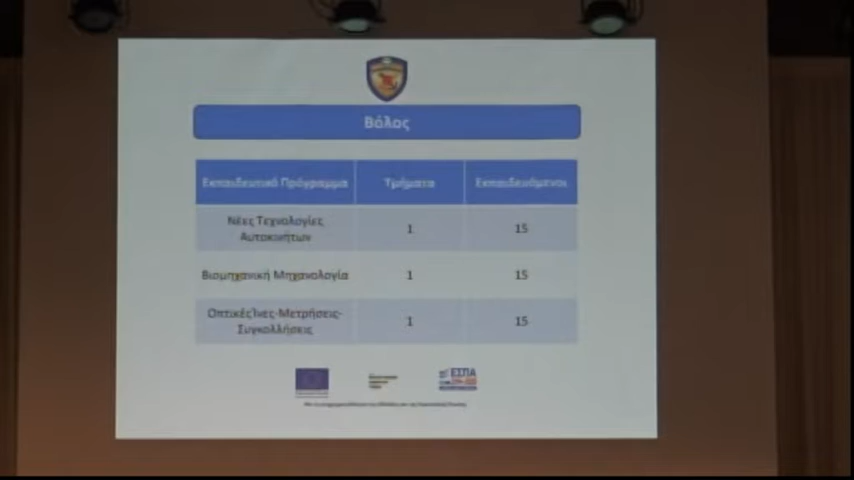 Βόλος
Εκπαιδευτικό Πρόγραμμα Τμήματα Εκπαιδευόμενοι
Νέες Τεχνολογίες
Αυτοκινήτων
1 15
Βιομηχανική Μηχανολογία 1 15
Οπτικές Ίνες-Μετρήσεις-
Συγκολλήσεις
1 15
ΕΣΠΑ